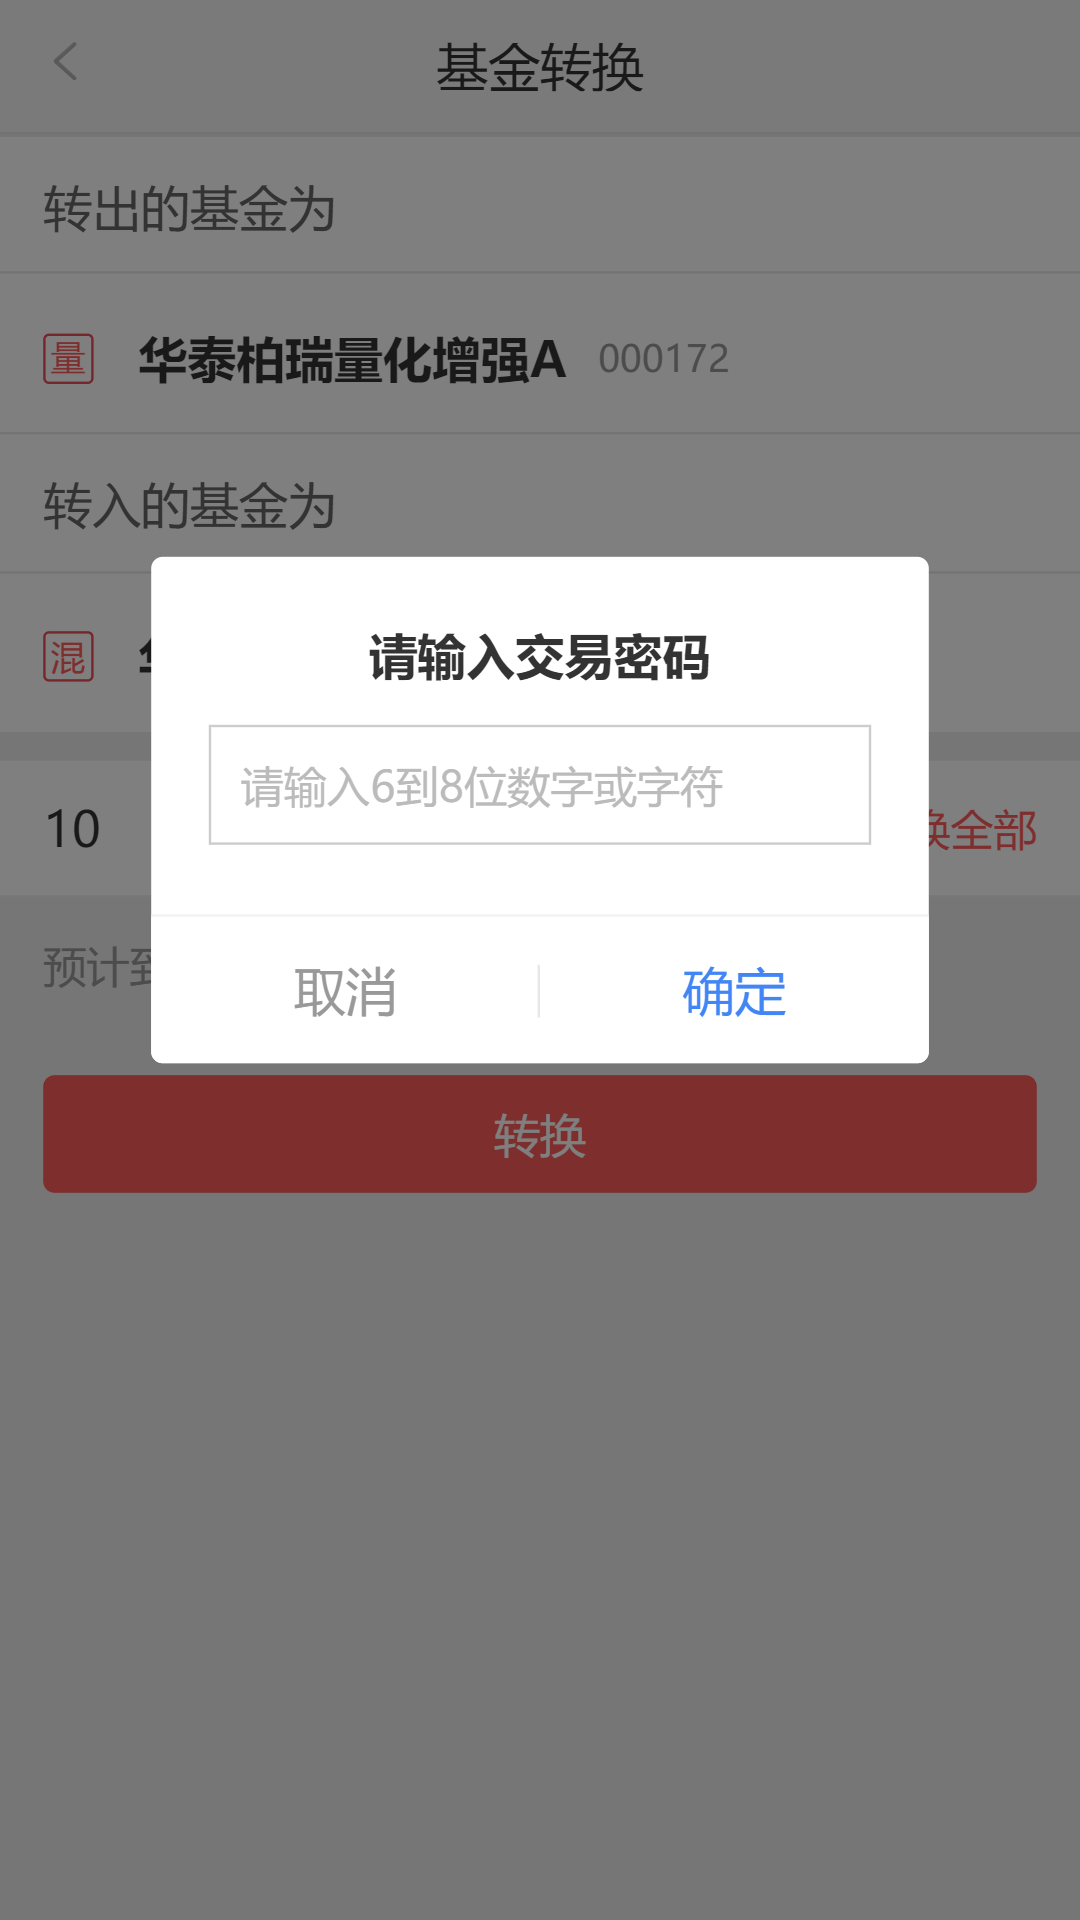 基金转换
转出的基金为
量 华泰柏瑞量化增强A 000172
转入的基金为
混
请输入交易密码
请输入6到8位数字或字符
10 换全部
预计到
取消 确定
转换